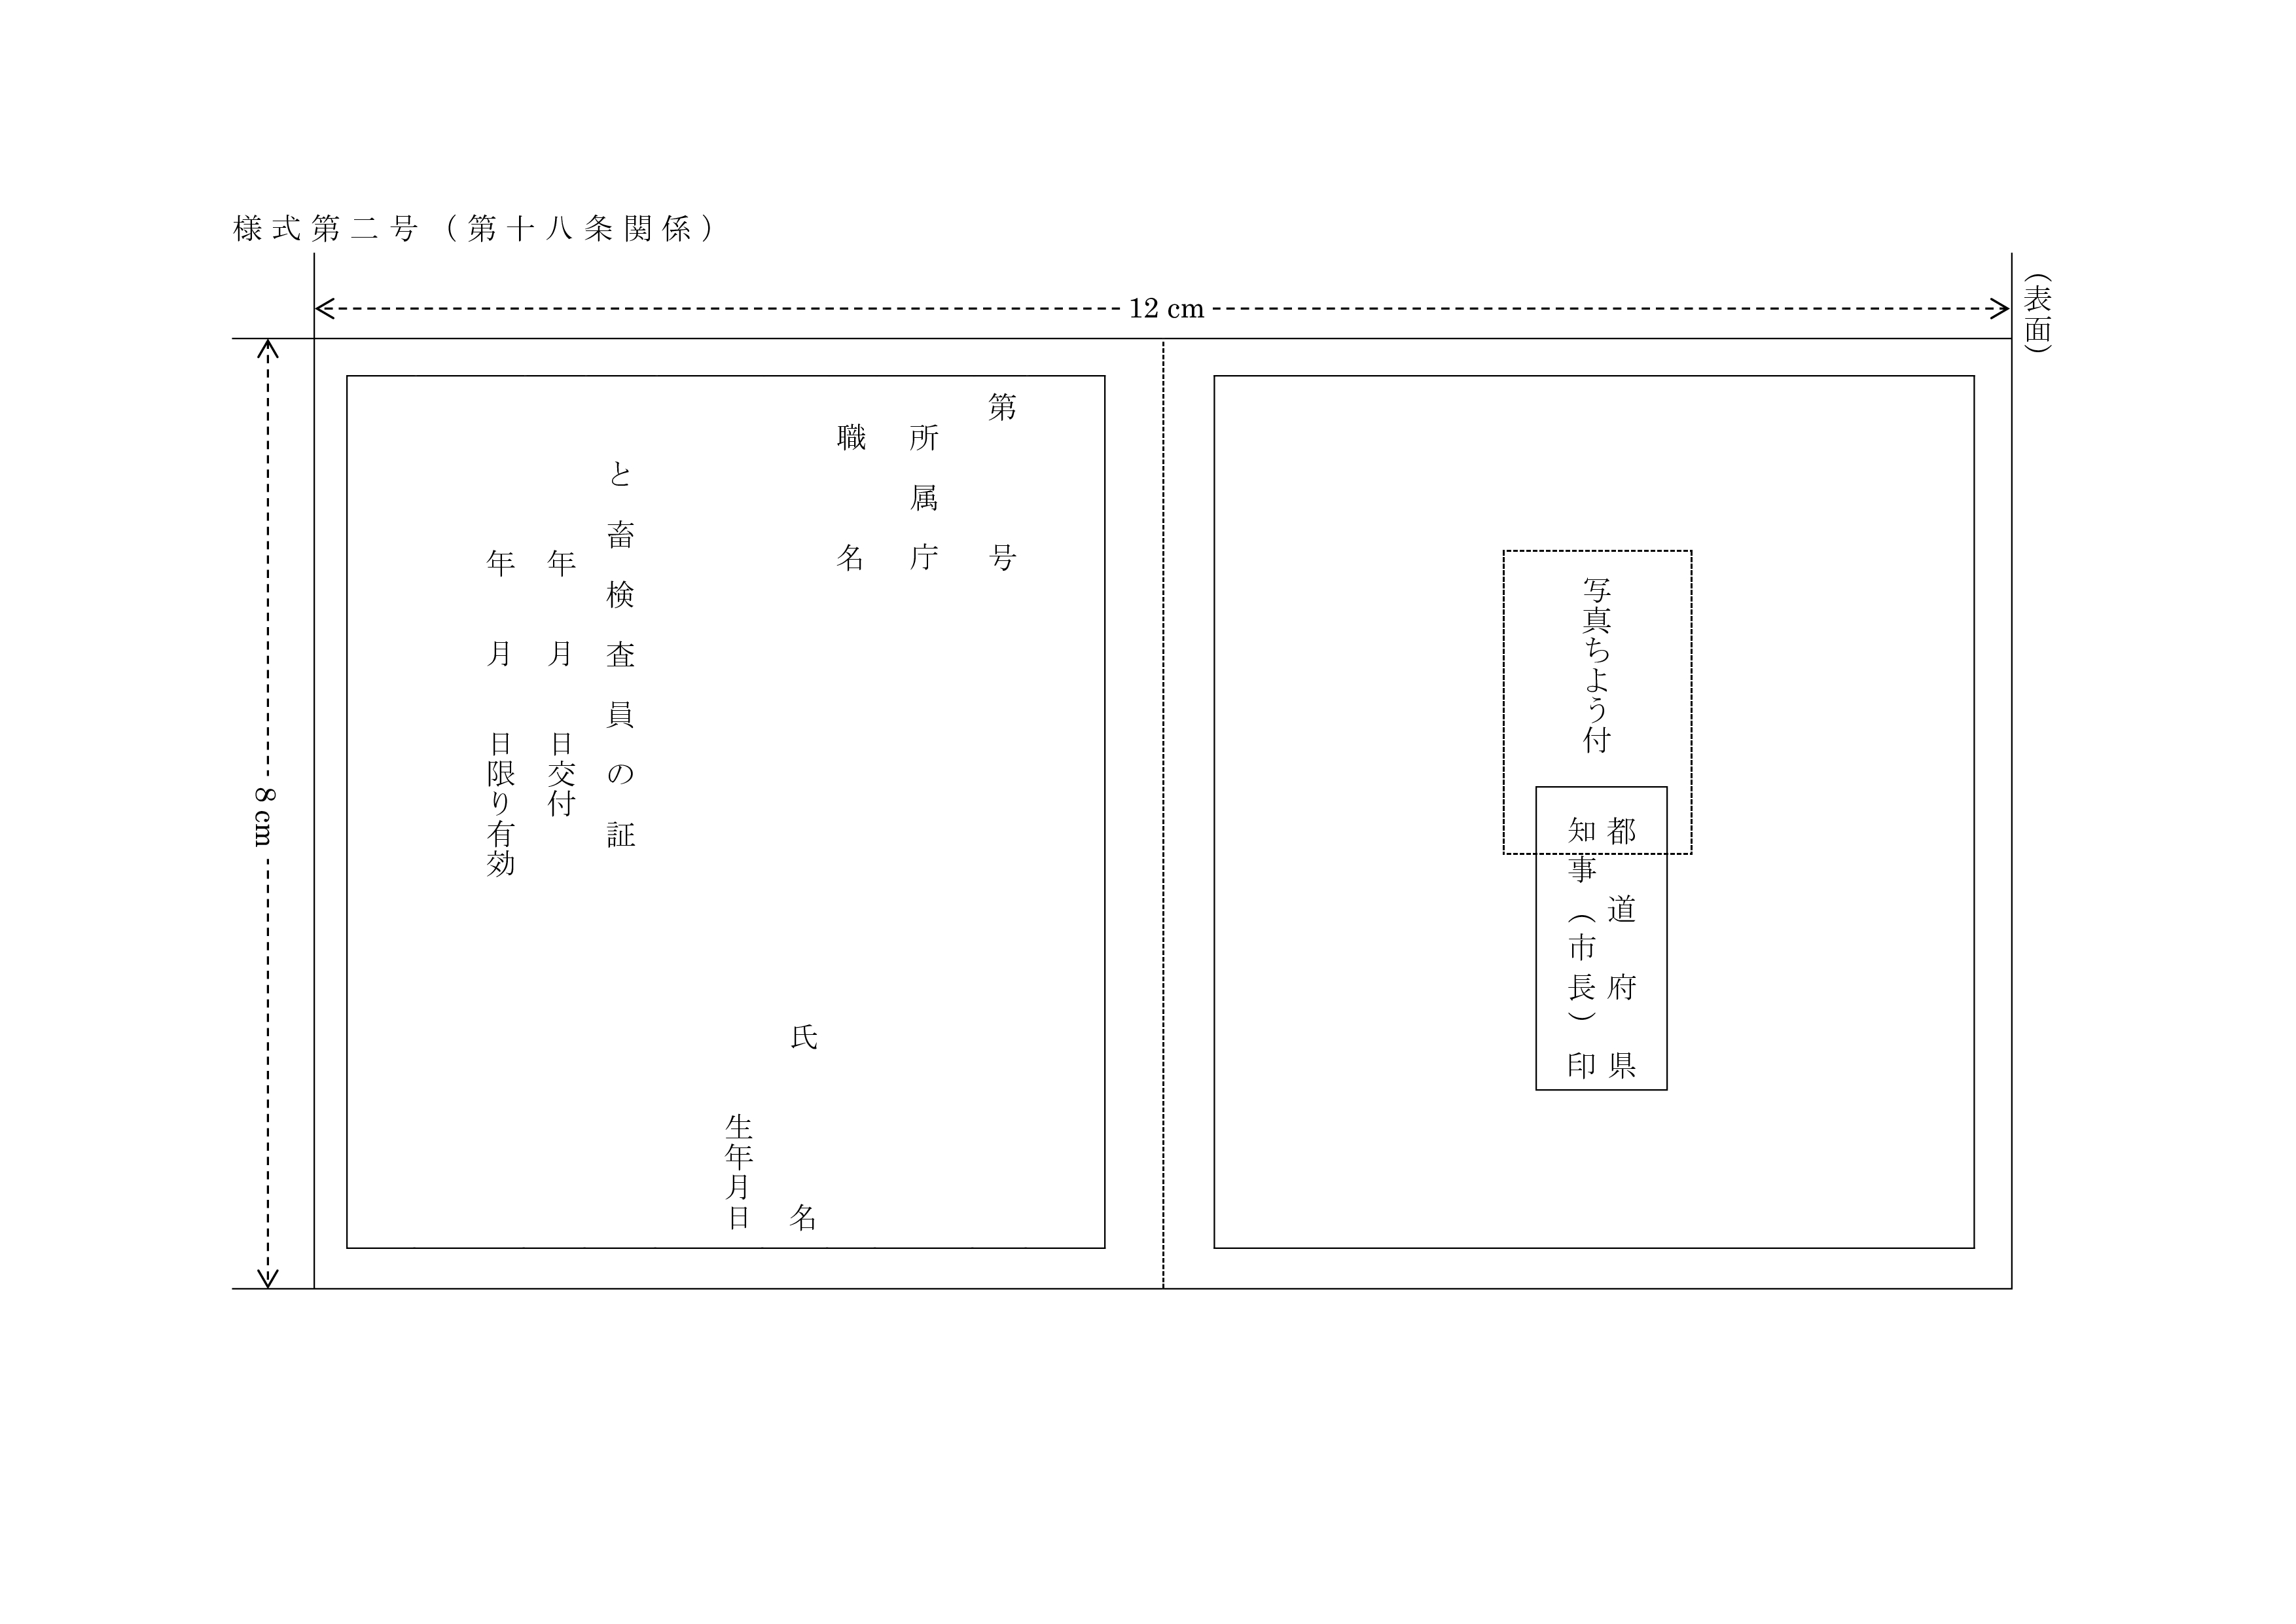 様式第二号（第十八条関係）
12 cm
（表面）
8 cm
写真ちよう付
都道府県
知事（市長）印
第　号
所属庁
職名
氏名
生年月日
と畜検査員の証
年　月　日交付
年　月　日限り有効